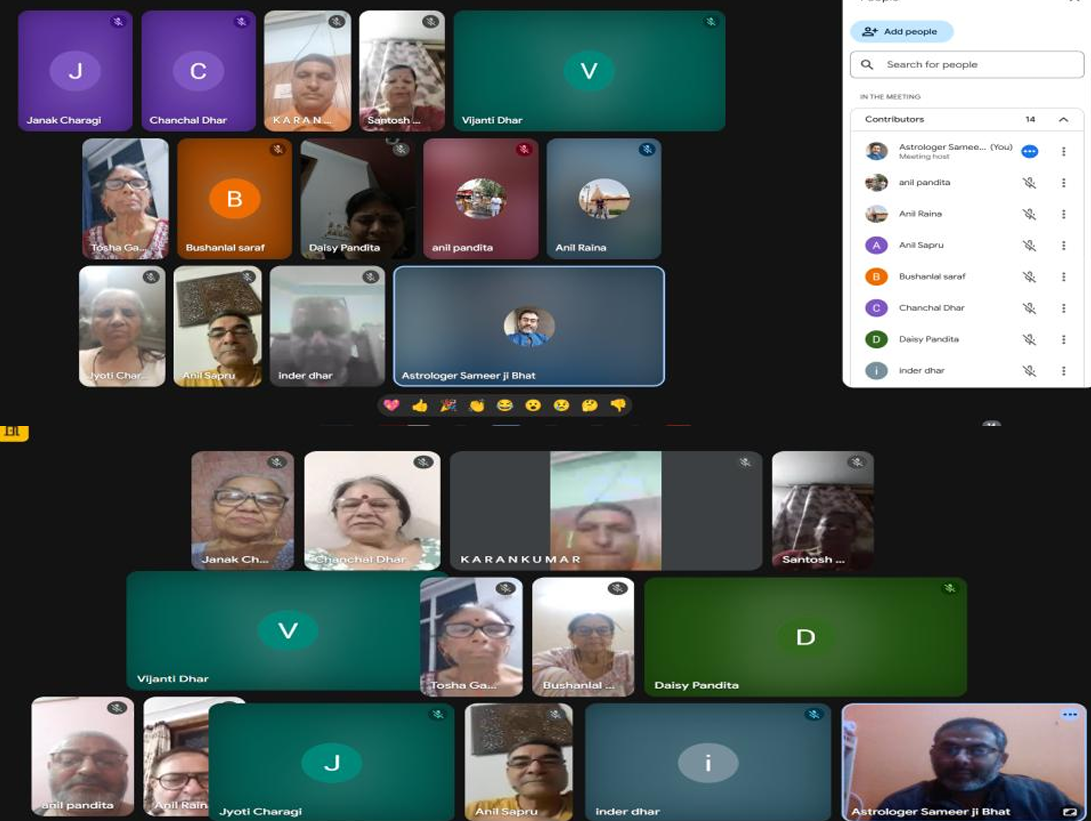 People
Add people
Search for people
IN THE MEETING
Contributors 14
Astrologer Samee... (You)
Meeting host
anil pandita
Anil Raina
Anil Sapru
Bushanlal saraf
Chanchal Dhar
Daisy Pandita
inder dhar
J
Janak Charagi
C
Chanchal Dhar
K A R A N ...
Santosh ...
V
Vijanti Dhar
Tosha Ga...
B
Bushanlal saraf
Daisy Pandita
anil pandita
Anil Raina
Jyoti Char...
Anil Sapru
inder dhar
Astrologer Sameer ji Bhat
Janak Ch...
Chanchal Dhar
K A R A N K U M A R
Santosh ...
V
Vijanti Dhar
Tosha Ga...
Bushanlal ...
D
Daisy Pandita
anil pandita
Anil Rain
J
Jyoti Charagi
Anil Sapru
i
inder dhar
Astrologer Sameer ji Bhat